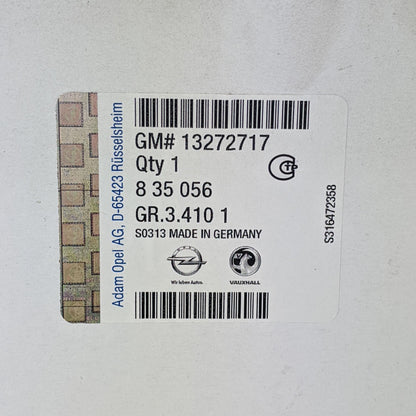 Adam Opel AG, D-65423 Rüsselsheim
GM# 13272717
Qty 1
8 35 056
GR.3.410 1
S0313 MADE IN GERMANY
Wir leben Autos.
VAUXHALL
S316472358